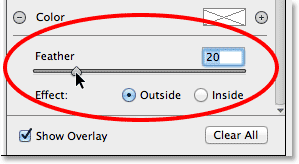 Color
Feather 20
Effect: Outside Inside
Show Overlay Clear All